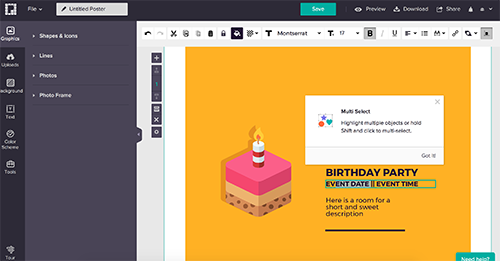 File
Untitled Poster
Save
Preview
Download
Share
a
Graphics
Shapes & Icons
Lines
Photos
Photo Frame
Uploads
Background
Text
Color
Scheme
Tools
Tour
Montserrat
17
B
I
U
Multi Select
Highlight multiple objects or hold
Shift and click to multi-select.
Got it!
BIRTHDAY PARTY
EVENT DATE || EVENT TIME
Here is a room for a
short and sweet
description
Need help?